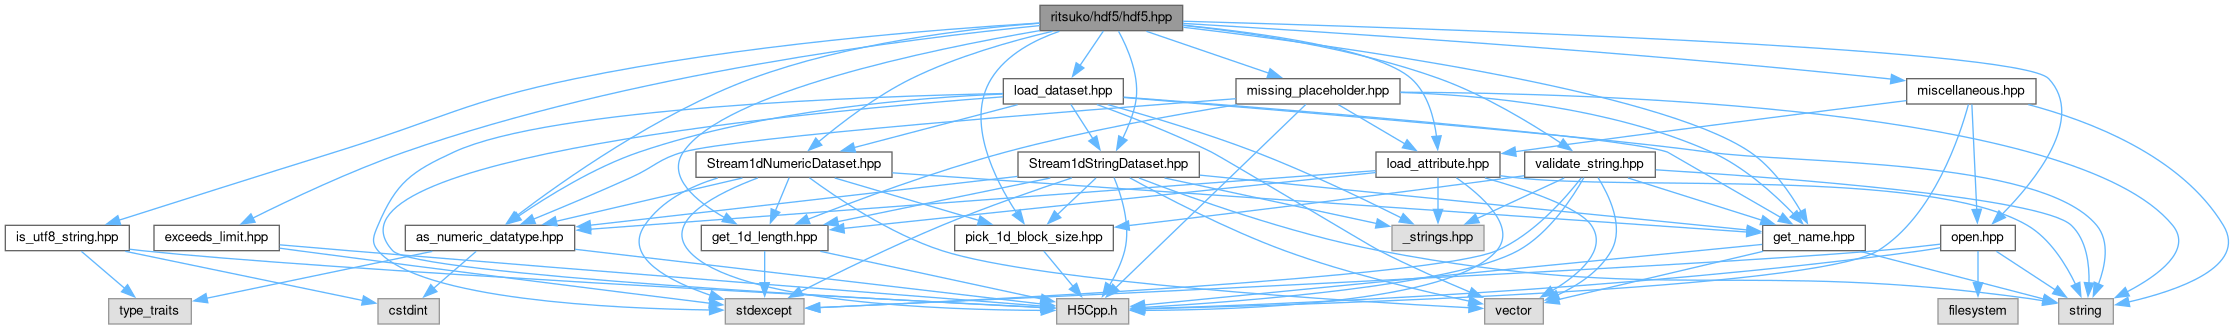 ritsuko/hdf5/hdf5.hpp
load_dataset.hpp
missing_placeholder.hpp
miscellaneous.hpp
Stream1dNumericDataset.hpp
Stream1dStringDataset.hpp
load_attribute.hpp
validate_string.hpp
is_utf8_string.hpp
exceeds_limit.hpp
as_numeric_datatype.hpp
get_1d_length.hpp
pick_1d_block_size.hpp
_strings.hpp
get_name.hpp
open.hpp
type_traits
cstdint
stdexcept
H5Cpp.h
vector
filesystem
string